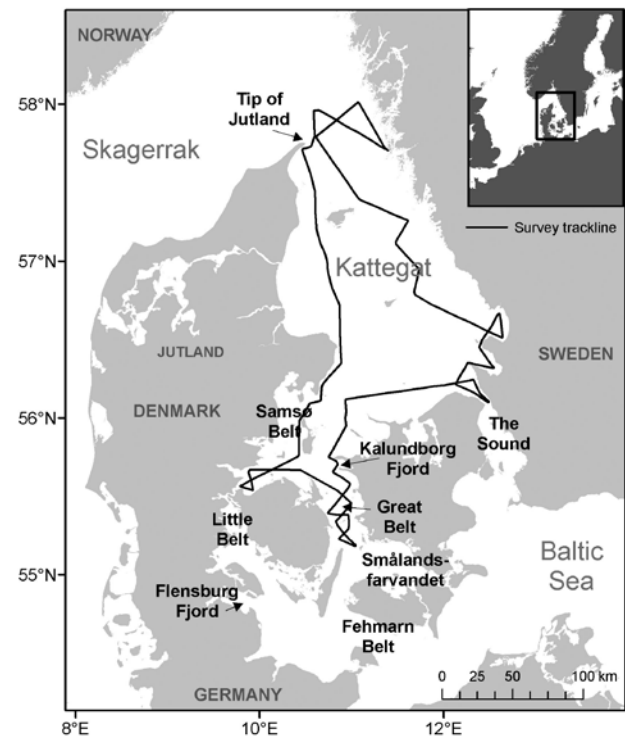 NORWAY
58°N
Tip of
Jutland
Skagerrak
Survey trackline
57°N
Kattegat
JUTLAND
SWEDEN
DENMARK
Samsø
Belt
56°N
The
Sound
Kalundborg
Fjord
Great
Belt
Little
Belt
Smålands-
farvandet
Baltic
Sea
55°N
Flensburg
Fjord
Fehmarn
Belt
0 25 50 100 km
GERMANY
8°E 10°E 12°E